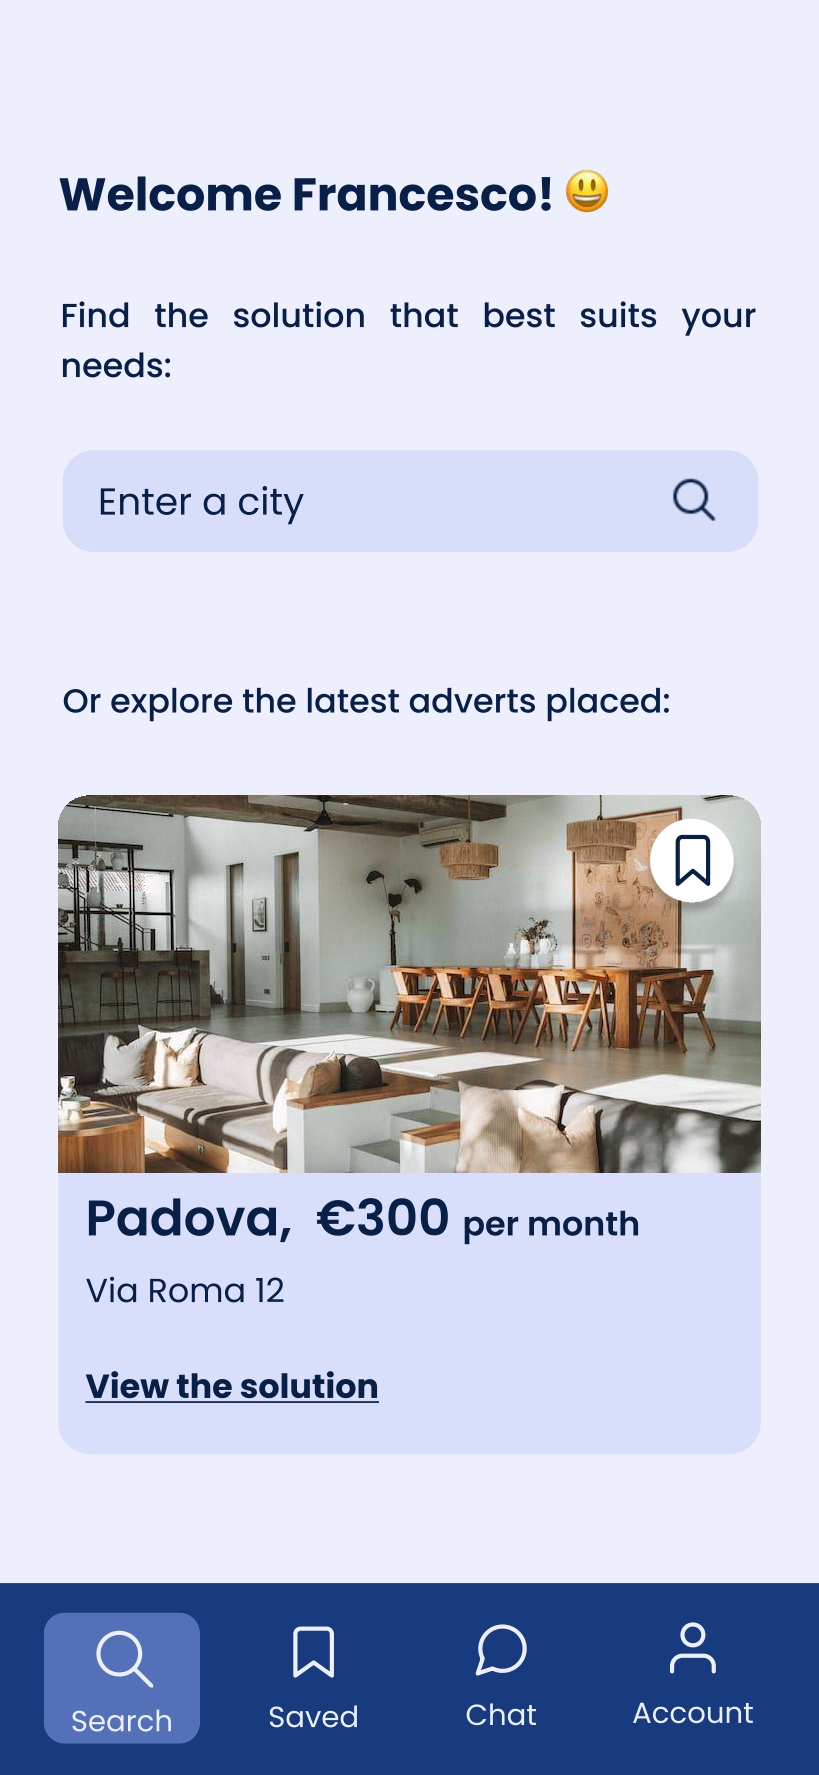 Welcome Francesco! 😃
Find the solution that best suits your
needs:
Enter a city
Or explore the latest adverts placed:
Padova, €300 per month
Via Roma 12
View the solution
Search
Saved
Chat
Account